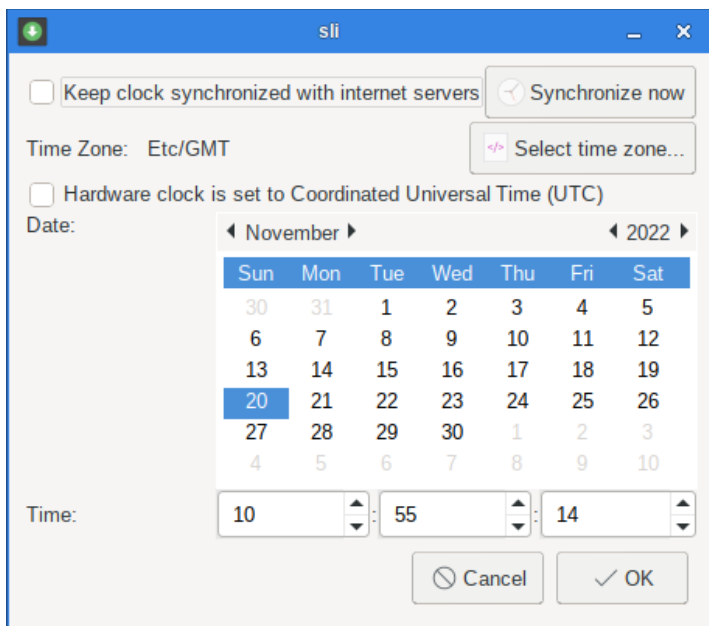 sli
Keep clock synchronized with internet servers Synchronize now
Time Zone: Etc/GMT </> Select time zone...
Hardware clock is set to Coordinated Universal Time (UTC)
Date: November 2022
Sun Mon Tue Wed Thu Fri Sat
30 31 1 2 3 4 5
6 7 8 9 10 11 12
13 14 15 16 17 18 19
20 21 22 23 24 25 26
27 28 29 30 1 2 3
4 5 6 7 8 9 10
Time: 10 : 55 : 14
Cancel OK